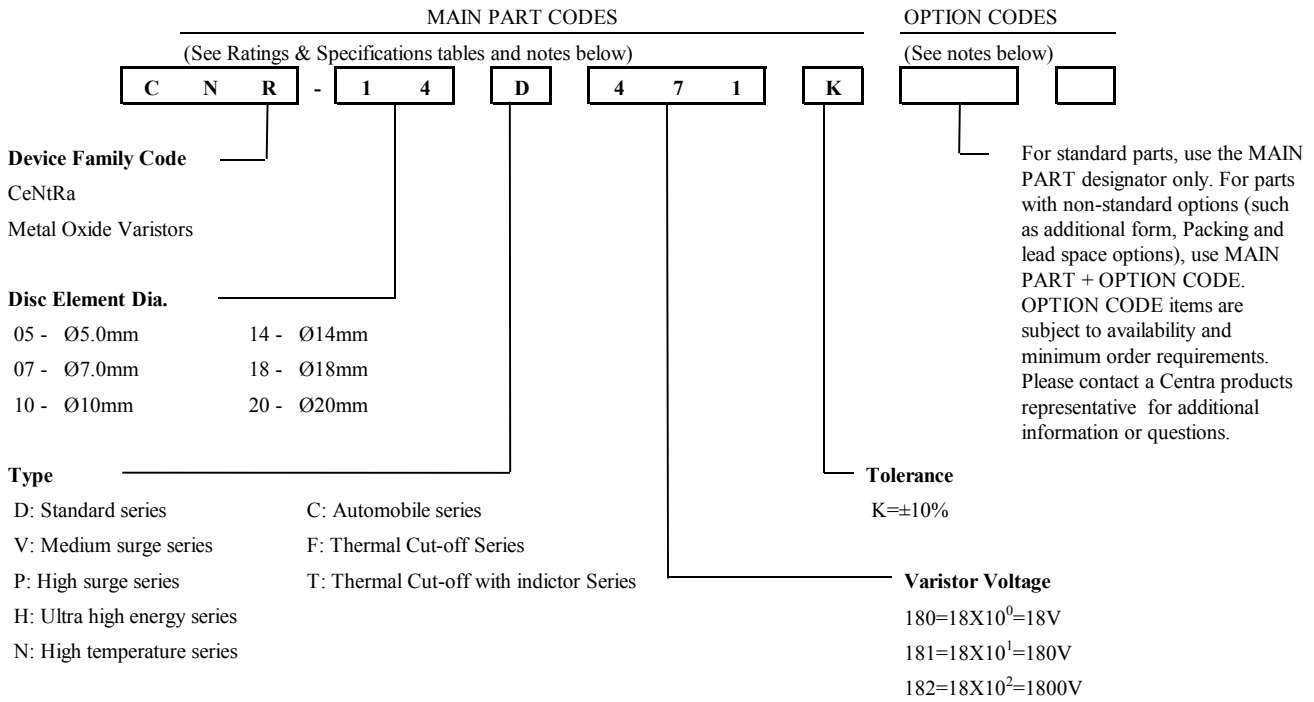 MAIN PART CODES
OPTION CODES
(See Ratings & Specifications tables and notes below)
(See notes below)
C N R - 1 4 D 4 7 1 K
Device Family Code
CeNtRa
Metal Oxide Varistors
For standard parts, use the MAIN
PART designator only. For parts
with non-standard options (such
as additional form, Packing and
lead space options), use MAIN
PART + OPTION CODE.
OPTION CODE items are
subject to availability and
minimum order requirements.
Please contact a Centra products
representative for additional
information or questions.
Disc Element Dia.
05 - Ø5.0mm 14 - Ø14mm
07 - Ø7.0mm 18 - Ø18mm
10 - Ø10mm 20 - Ø20mm
Type
D: Standard series C: Automobile series
V: Medium surge series F: Thermal Cut-off Series
P: High surge series T: Thermal Cut-off with indictor Series
H: Ultra high energy series
N: High temperature series
Tolerance
K=±10%
Varistor Voltage
180=18X10⁰=18V
181=18X10¹=180V
182=18X10²=1800V